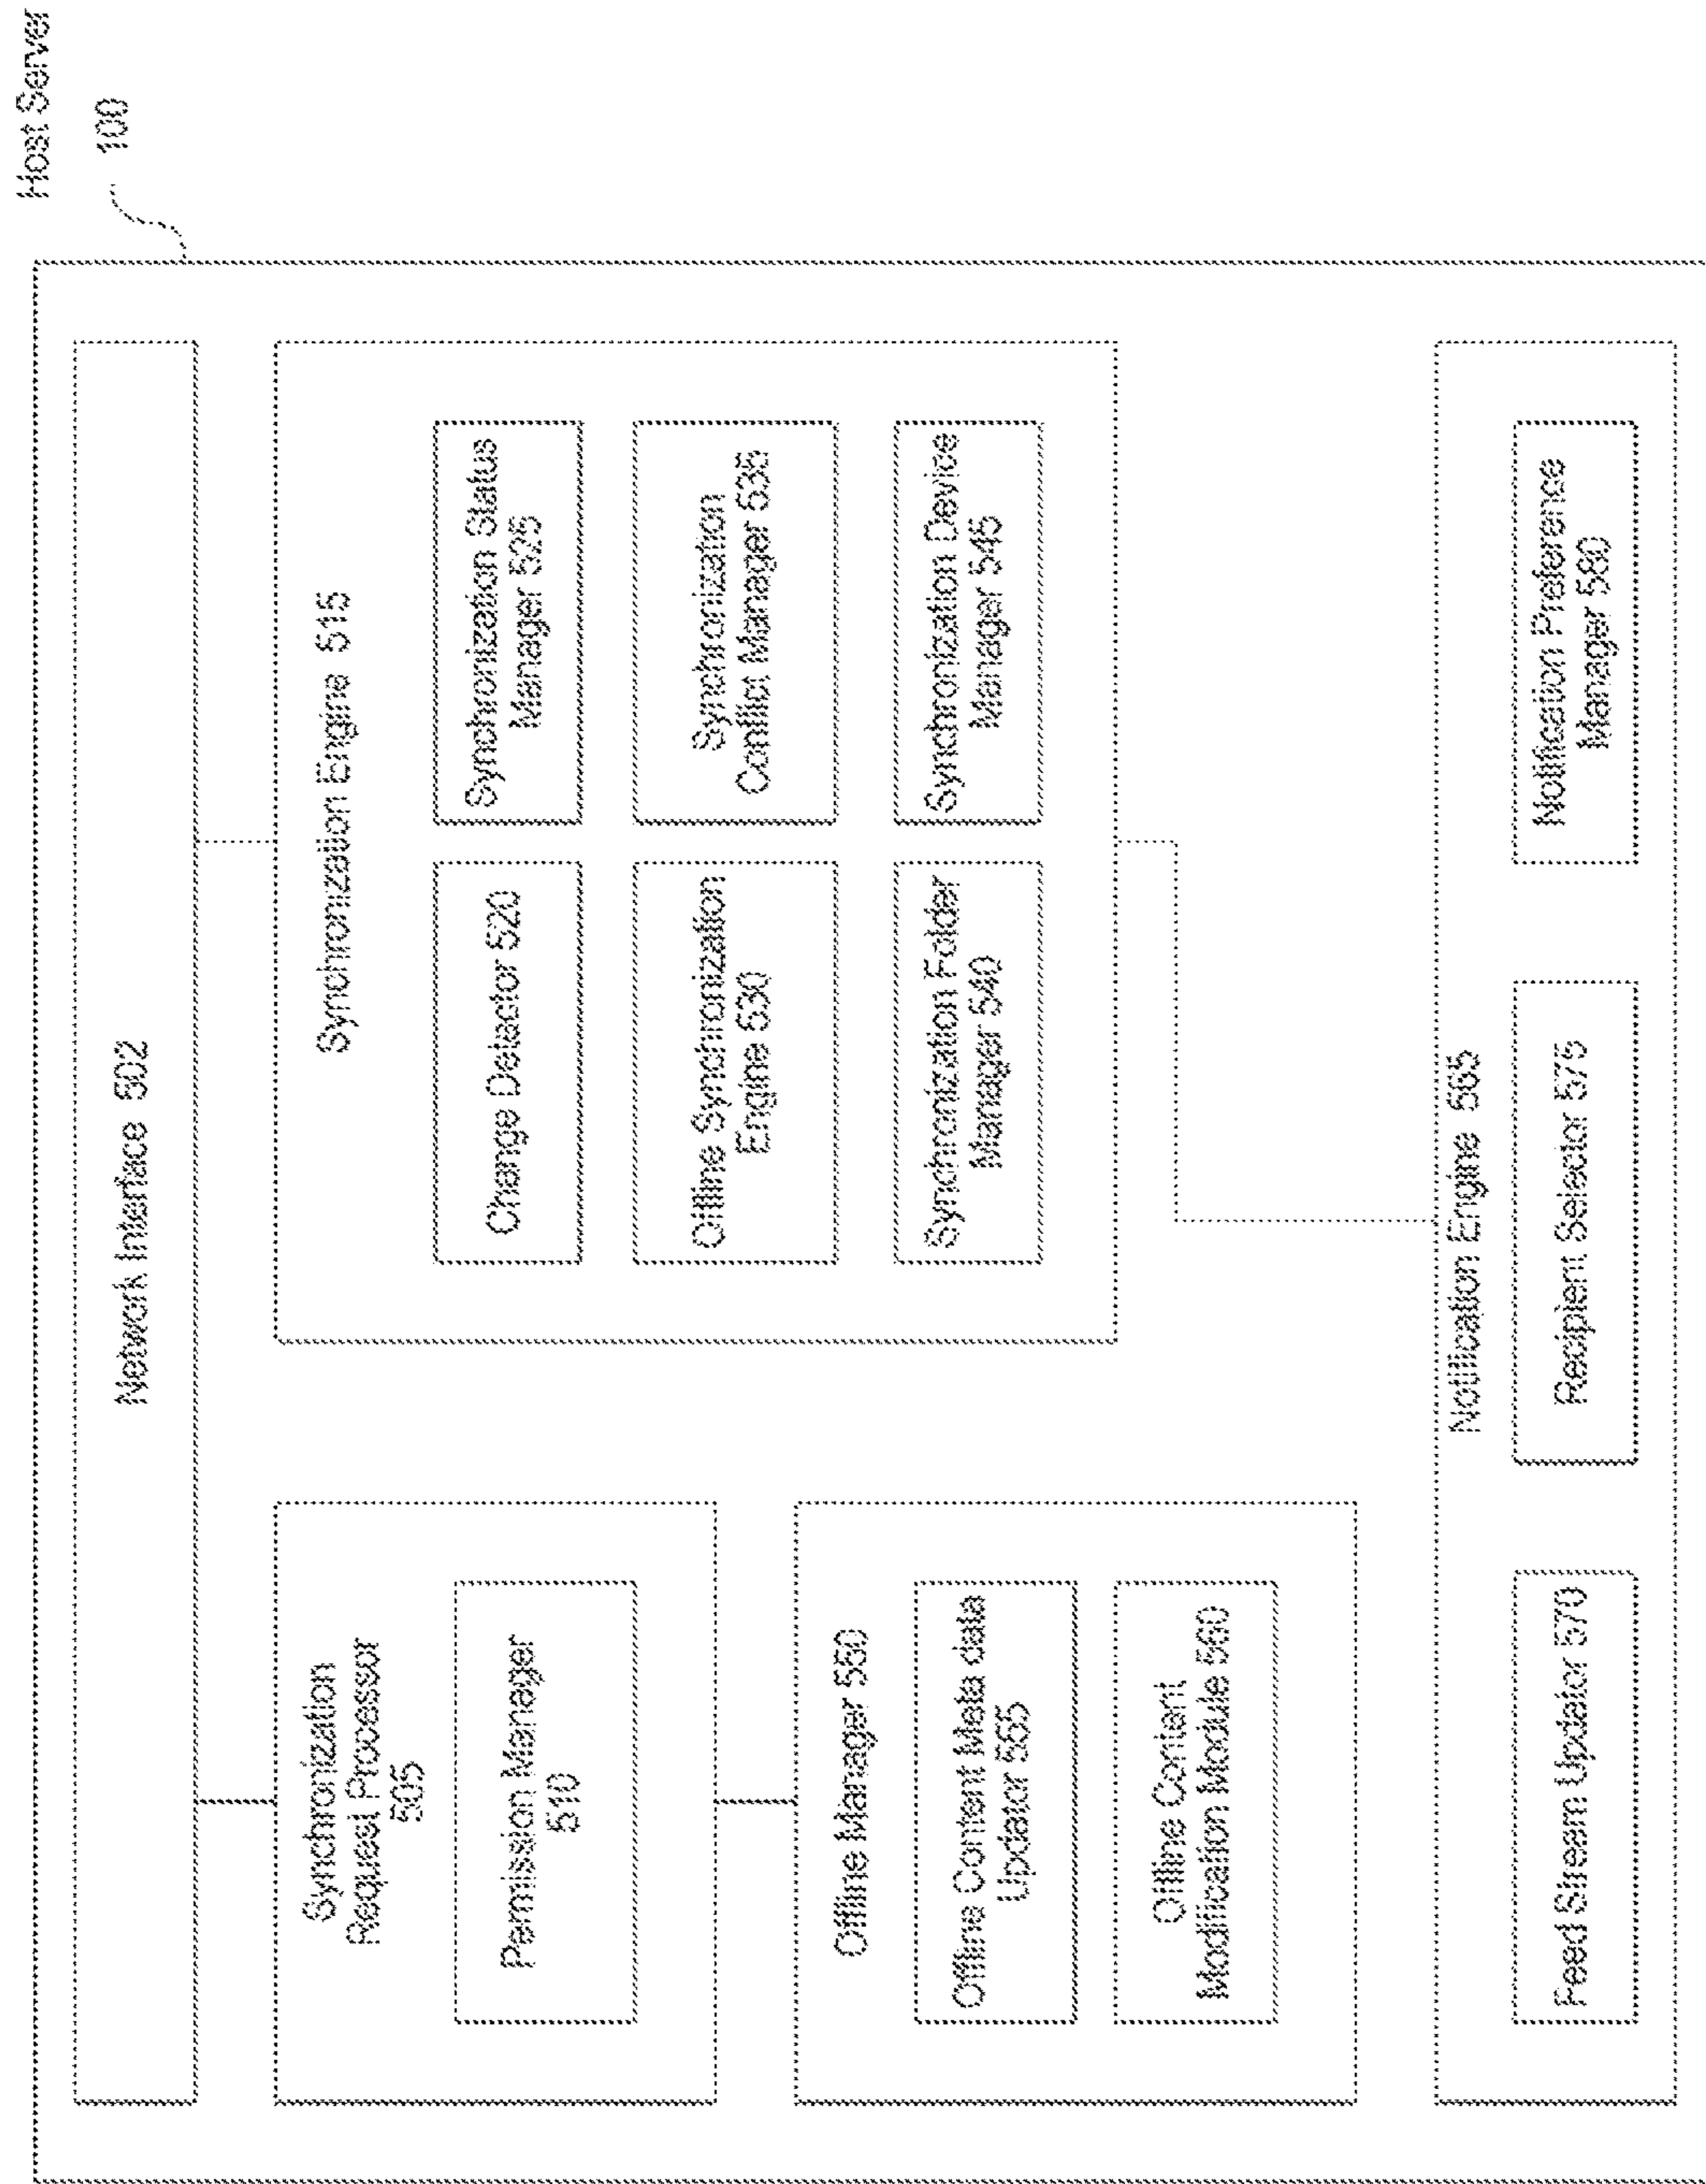 Host Server
100
Network Interface 502
Synchronization
Request Processor
505
Permission Manager
510
Synchronization Engine 515
Change Detector 520
Synchronization Status
Manager 525
Offline Synchronization
Engine 530
Synchronization
Conflict Manager 535
Synchronization Folder
Manager 540
Synchronization Device
Manager 545
Offline Manager 550
Offline Content Meta data
Updator 555
Offline Content
Modification Module 560
Notification Engine 565
Feed Stream Updator 570
Recipient Selector 575
Notification Preference
Manager 580